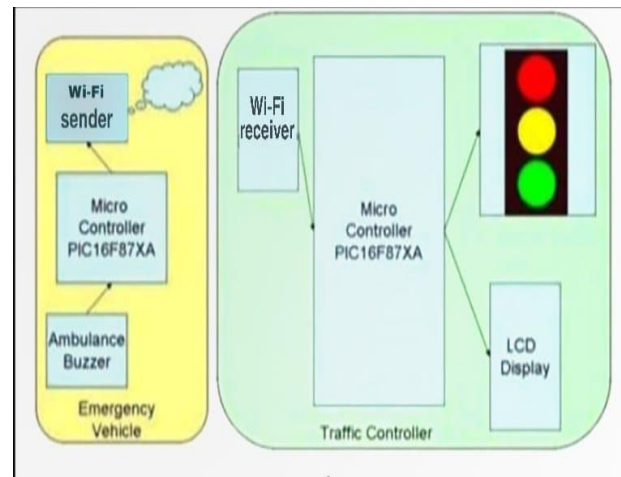 Wi-Fi
sender
Micro
Controller
PIC16F87XA
Ambulance
Buzzer
Emergency
Vehicle
Wi-Fi
receiver
Micro
Controller
PIC16F87XA
LCD
Display
Traffic Controller